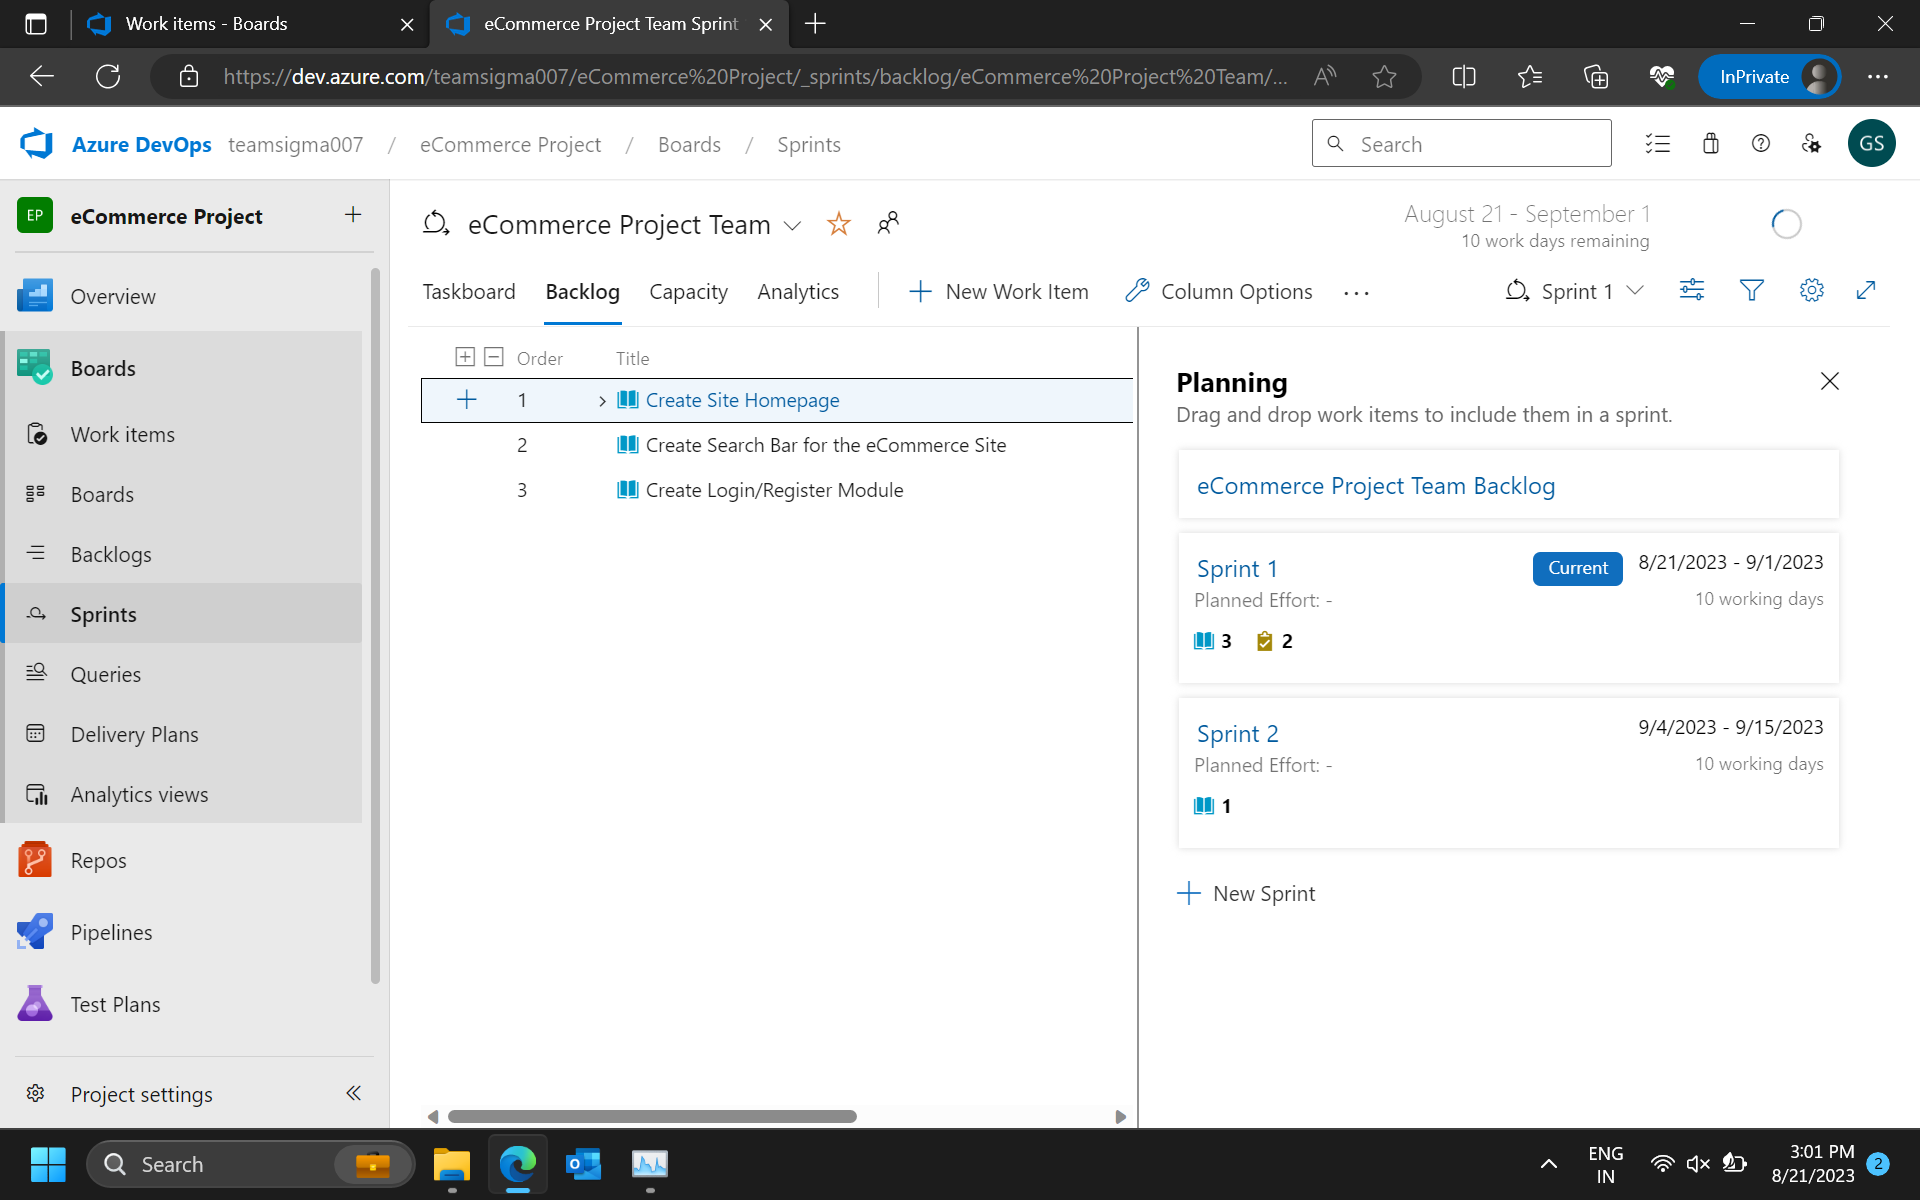 Work items - Boards
eCommerce Project Team Sprint
https://dev.azure.com/teamsigma007/eCommerce%20Project/_sprints/backlog/eCommerce%20Project%20Team/...
InPrivate
Azure DevOps teamsigma007 / eCommerce Project / Boards / Sprints
Search
GS
EP eCommerce Project
Overview
Boards
Work items
Boards
Backlogs
Sprints
Queries
Delivery Plans
Analytics views
Repos
Pipelines
Test Plans
Project settings
eCommerce Project Team
August 21 - September 1
10 work days remaining
Taskboard Backlog Capacity Analytics New Work Item Column Options ... Sprint 1
Order Title
1 Create Site Homepage
2 Create Search Bar for the eCommerce Site
3 Create Login/Register Module
Planning
Drag and drop work items to include them in a sprint.
eCommerce Project Team Backlog
Sprint 1 Current 8/21/2023 - 9/1/2023
Planned Effort: - 10 working days
3 2
Sprint 2 9/4/2023 - 9/15/2023
Planned Effort: - 10 working days
1
New Sprint
Search
ENG
IN
3:01 PM
8/21/2023
2